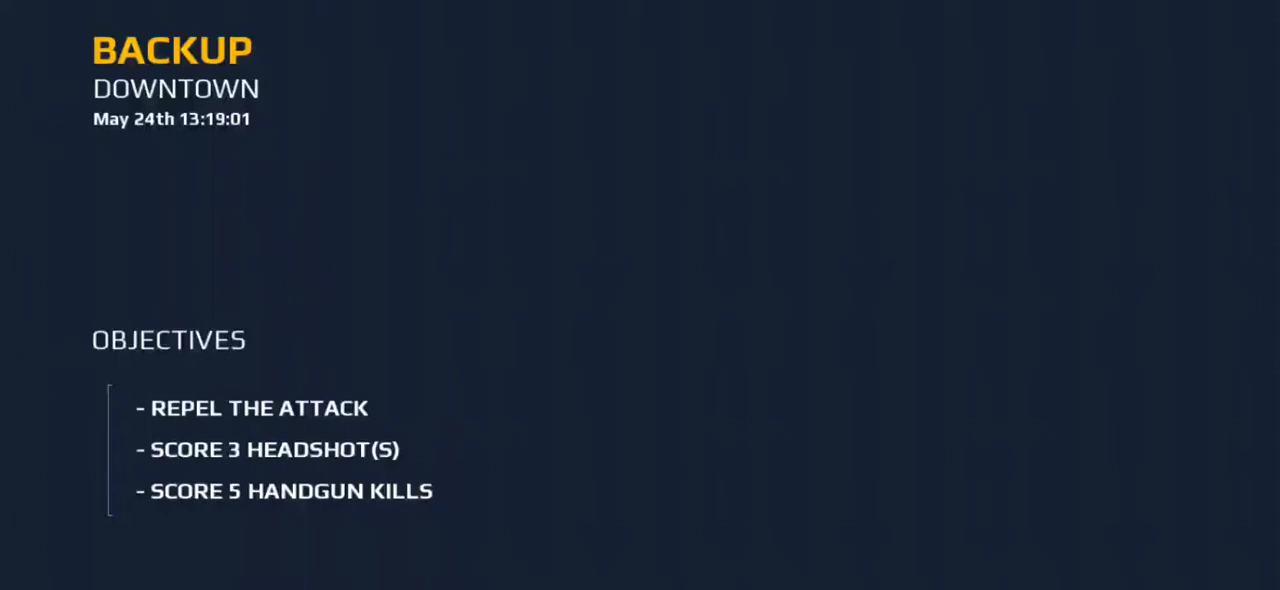 BACKUP
DOWNTOWN
May 24th 13:19:01
OBJECTIVES
- REPEL THE ATTACK
- SCORE 3 HEADSHOT(S)
- SCORE 5 HANDGUN KILLS